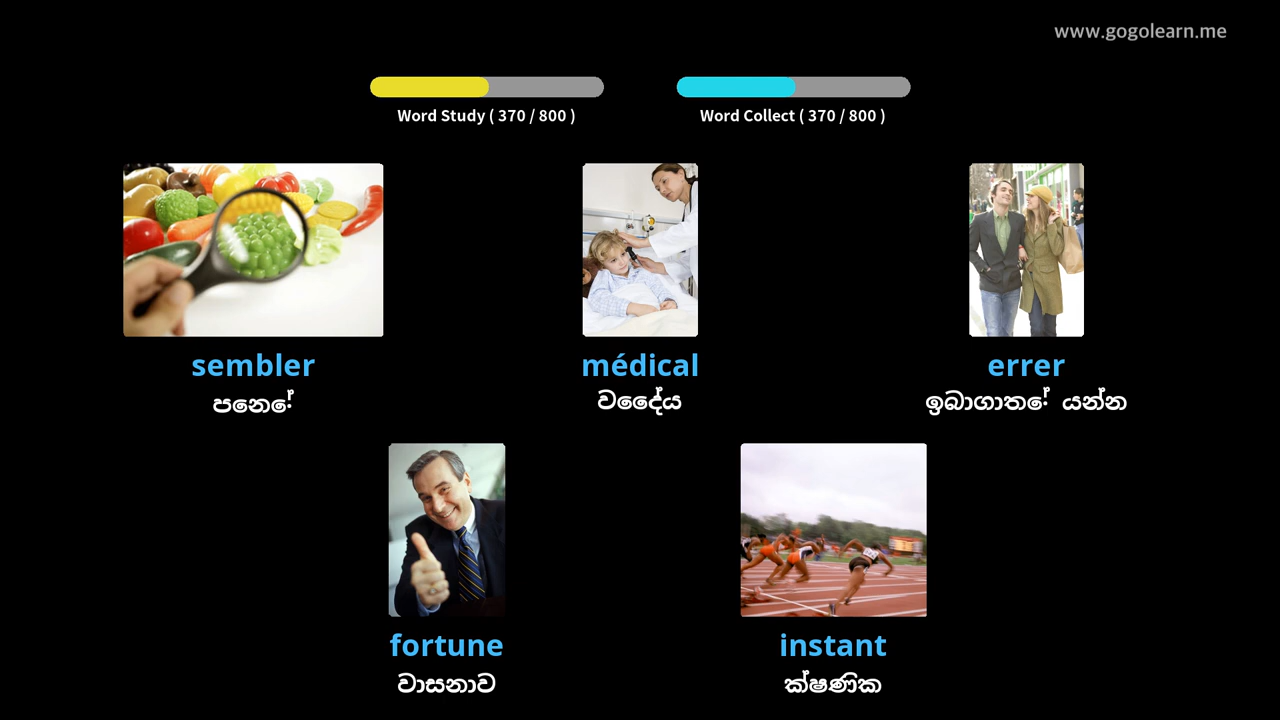 www.gogolearn.me
Word Study ( 370 / 800 )
Word Collect ( 370 / 800 )
sembler
médical
errer
පෙනේ
වෛද්‍ය
ඉබාගාතේ යන්න
fortune
instant
වාසනාව
ක්ෂණික